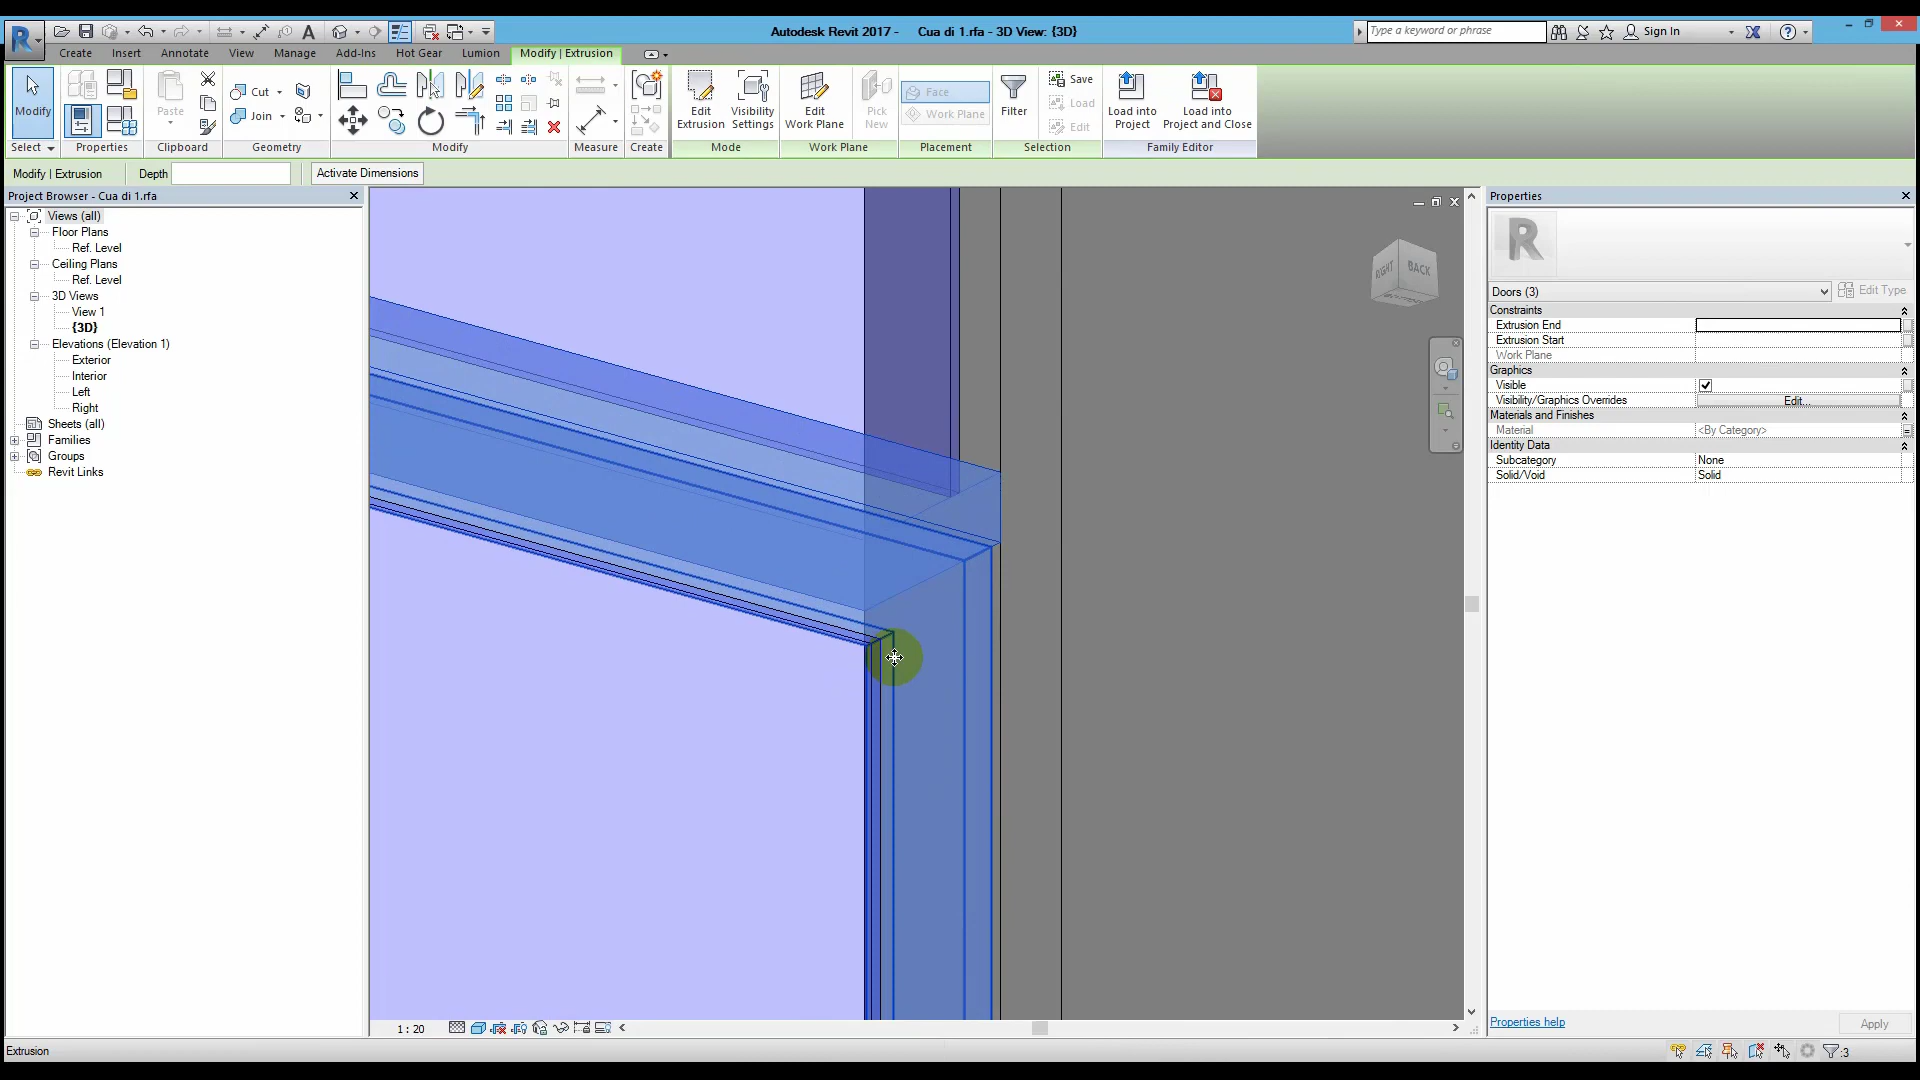 Autodesk Revit 2017 -   Cua di 1.rfa - 3D View: {3D}
Type a keyword or phrase
Sign In
Create Insert Annotate View Manage Add-Ins Hot Gear Lumion Modify | Extrusion
Modify
Paste
Cut
Join
Edit Extrusion
Visibility Settings
Edit Work Plane
Pick New
Face
Work Plane
Filter
Save
Load
Edit
Load into Project
Load into Project and Close
Select Properties Clipboard Geometry Modify Measure Create Mode Work Plane Placement Selection Family Editor
Modify | Extrusion Depth Activate Dimensions
Project Browser - Cua di 1.rfa
Views (all)
Floor Plans
Ref. Level
Ceiling Plans
Ref. Level
3D Views
View 1
{3D}
Elevations (Elevation 1)
Exterior
Interior
Left
Right
Sheets (all)
Families
Groups
Revit Links
RIGHT BACK
BOTTOM
Properties
Doors (3) Edit Type
Constraints
Extrusion End
Extrusion Start
Work Plane
Graphics
Visible
Visibility/Graphics Overrides Edit...
Materials and Finishes
Material <By Category>
Identity Data
Subcategory None
Solid/Void Solid
Properties help Apply
1 : 20
Extrusion
:3